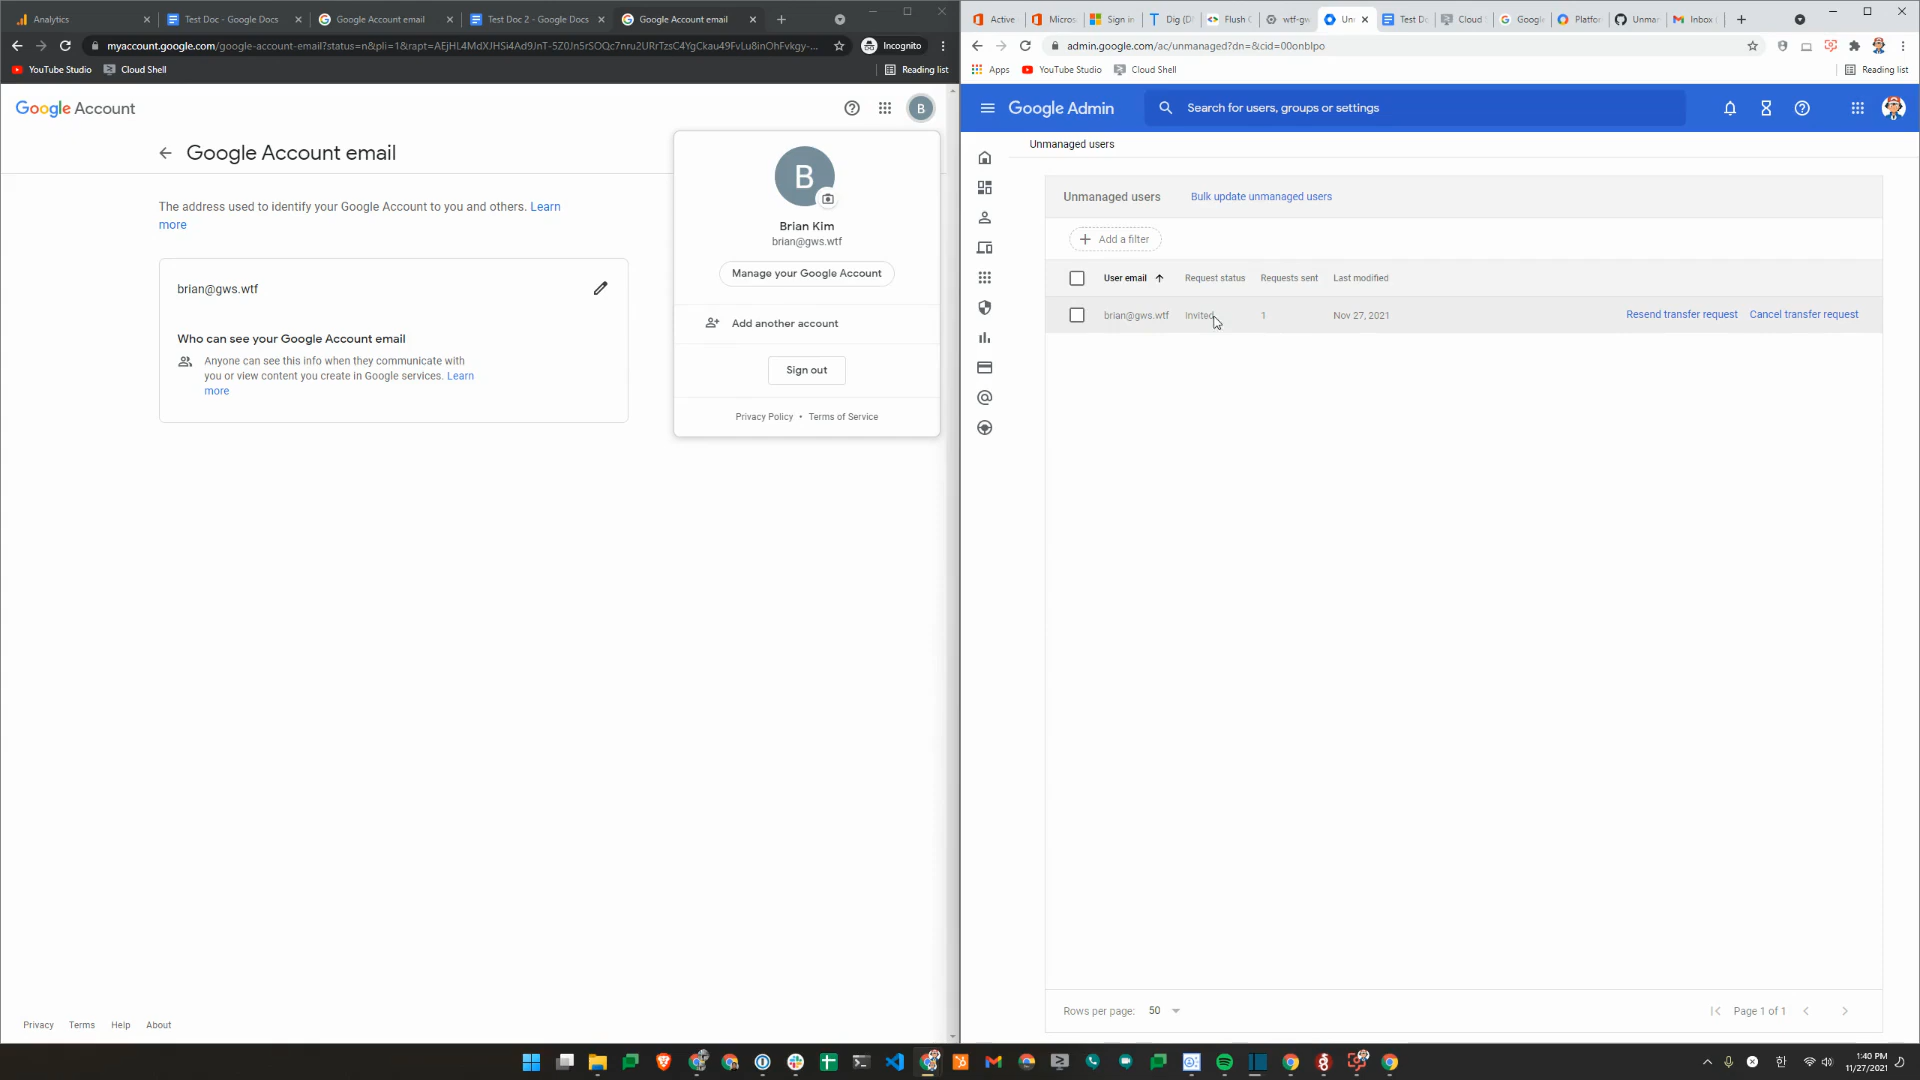 Analytics
Test Doc - Google Docs
Google Account email
Test Doc 2 - Google Docs
Google Account email
myaccount.google.com/google-account-email?status=n&pli=1&rapt=AEjHL4MdXJHSi4Ad9JnT-5Z0Jn5rSOQc7nru2URrTzsC4YgCkau49FvLu8inOhFvkgy-...
Incognito
YouTube Studio
Cloud Shell
Reading list
Google Account
B
Google Account email
The address used to identify your Google Account to you and others. Learn
more
brian@gws.wtf
Who can see your Google Account email
Anyone can see this info when they communicate with
you or view content you create in Google services. Learn
more
B
Brian Kim
brian@gws.wtf
Manage your Google Account
Add another account
Sign out
Privacy Policy • Terms of Service
Privacy
Terms
Help
About
Active
Micros
Sign in
Dig (D
Flush
wtf-gw
Un
Test Do
Cloud
Google
Platfor
Unma
Inbox
admin.google.com/ac/unmanaged?dn=&cid=00onblpo
Apps
YouTube Studio
Cloud Shell
Reading list
Google Admin
Search for users, groups or settings
Unmanaged users
Unmanaged users
Bulk update unmanaged users
Add a filter
User email
Request status
Requests sent
Last modified
brian@gws.wtf
Invited
1
Nov 27, 2021
Resend transfer request
Cancel transfer request
Rows per page:
50
Page 1 of 1
한
1:40 PM
11/27/2021